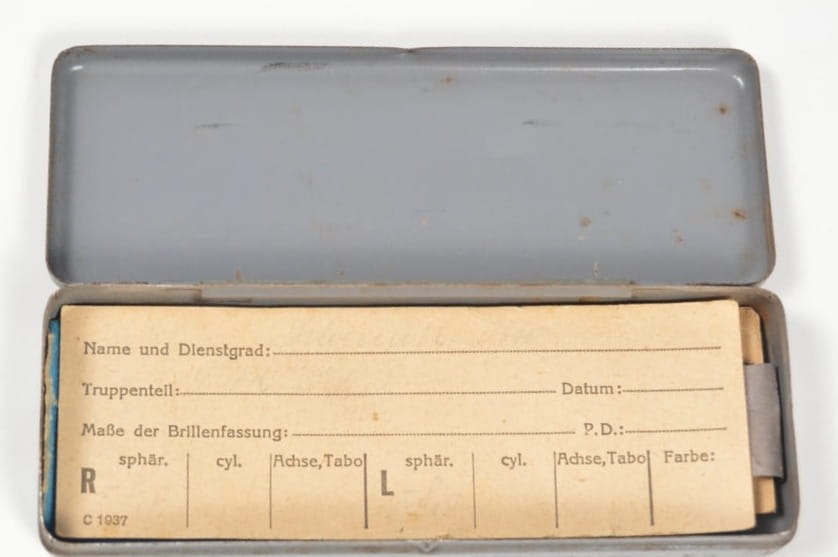 Name und Dienstgrad:
Truppenteil: Datum:
Maße der Brillenfassung: P.D.:
R sphär. cyl. Achse,Tabo L sphär. cyl. Achse,Tabo Farbe:
C 1937